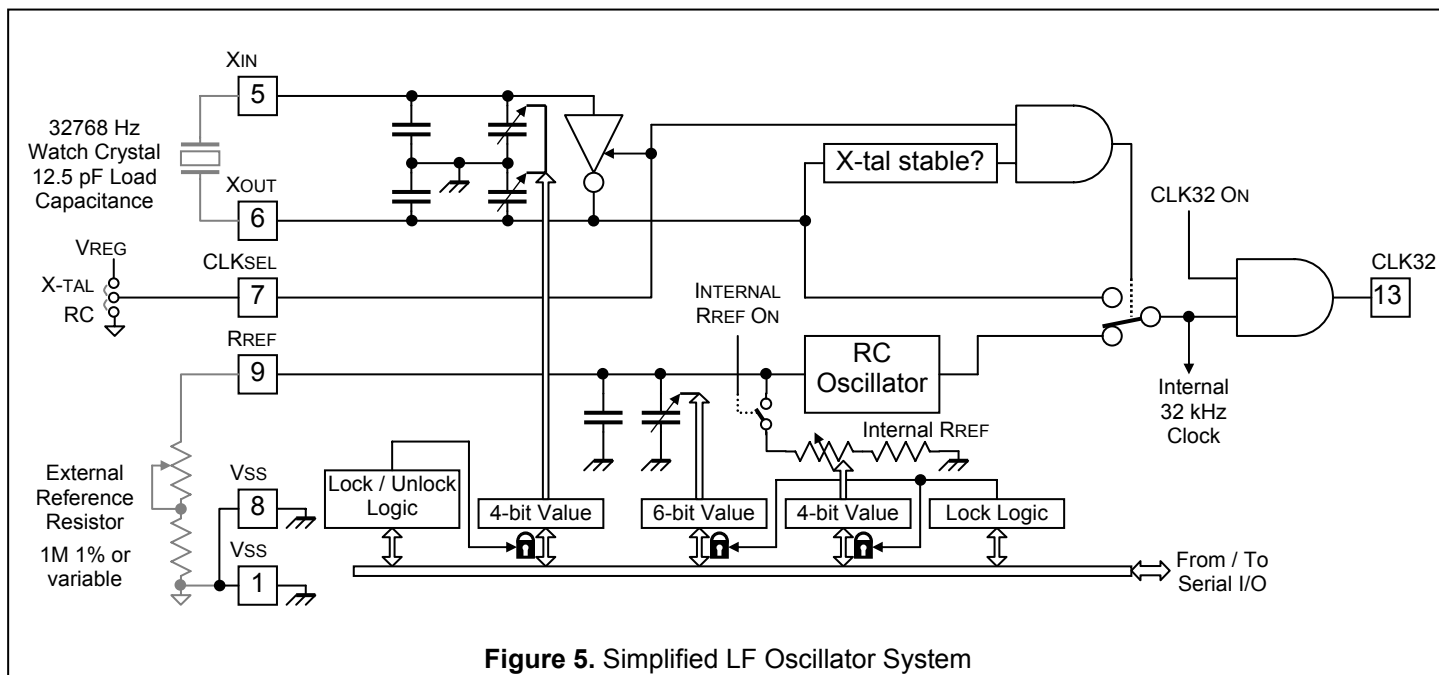 XIN
5
32768 Hz
Watch Crystal
12.5 pF Load
Capacitance
XOUT
6
VREG
X-TAL
RC
CLKSEL
7
X-tal stable?
CLK32 ON
CLK32
13
INTERNAL
RREF ON
RREF
9
RC
Oscillator
Internal
32 kHz
Clock
Internal RREF
External
Reference
Resistor
1M 1% or
variable
VSS
8
VSS
1
Lock / Unlock
Logic
4-bit Value
6-bit Value
4-bit Value
Lock Logic
From / To
Serial I/O
Figure 5. Simplified LF Oscillator System